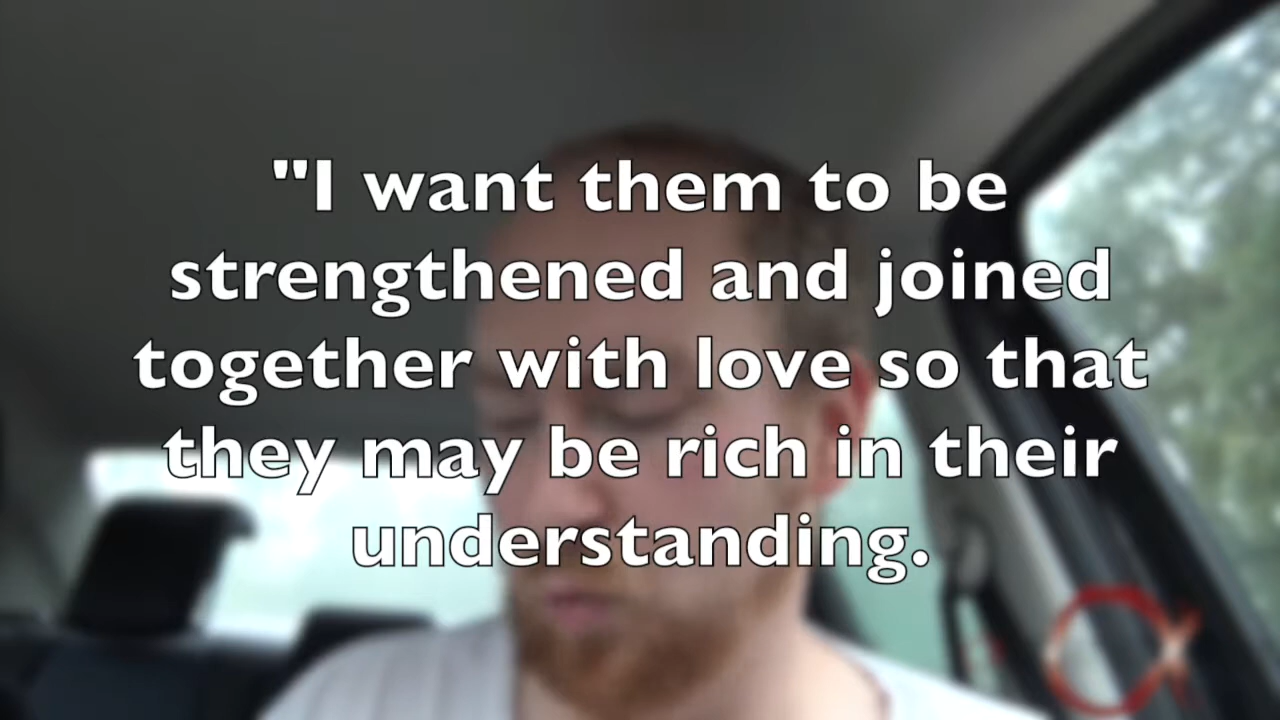 "I want them to be
strengthened and joined
together with love so that
they may be rich in their
understanding.